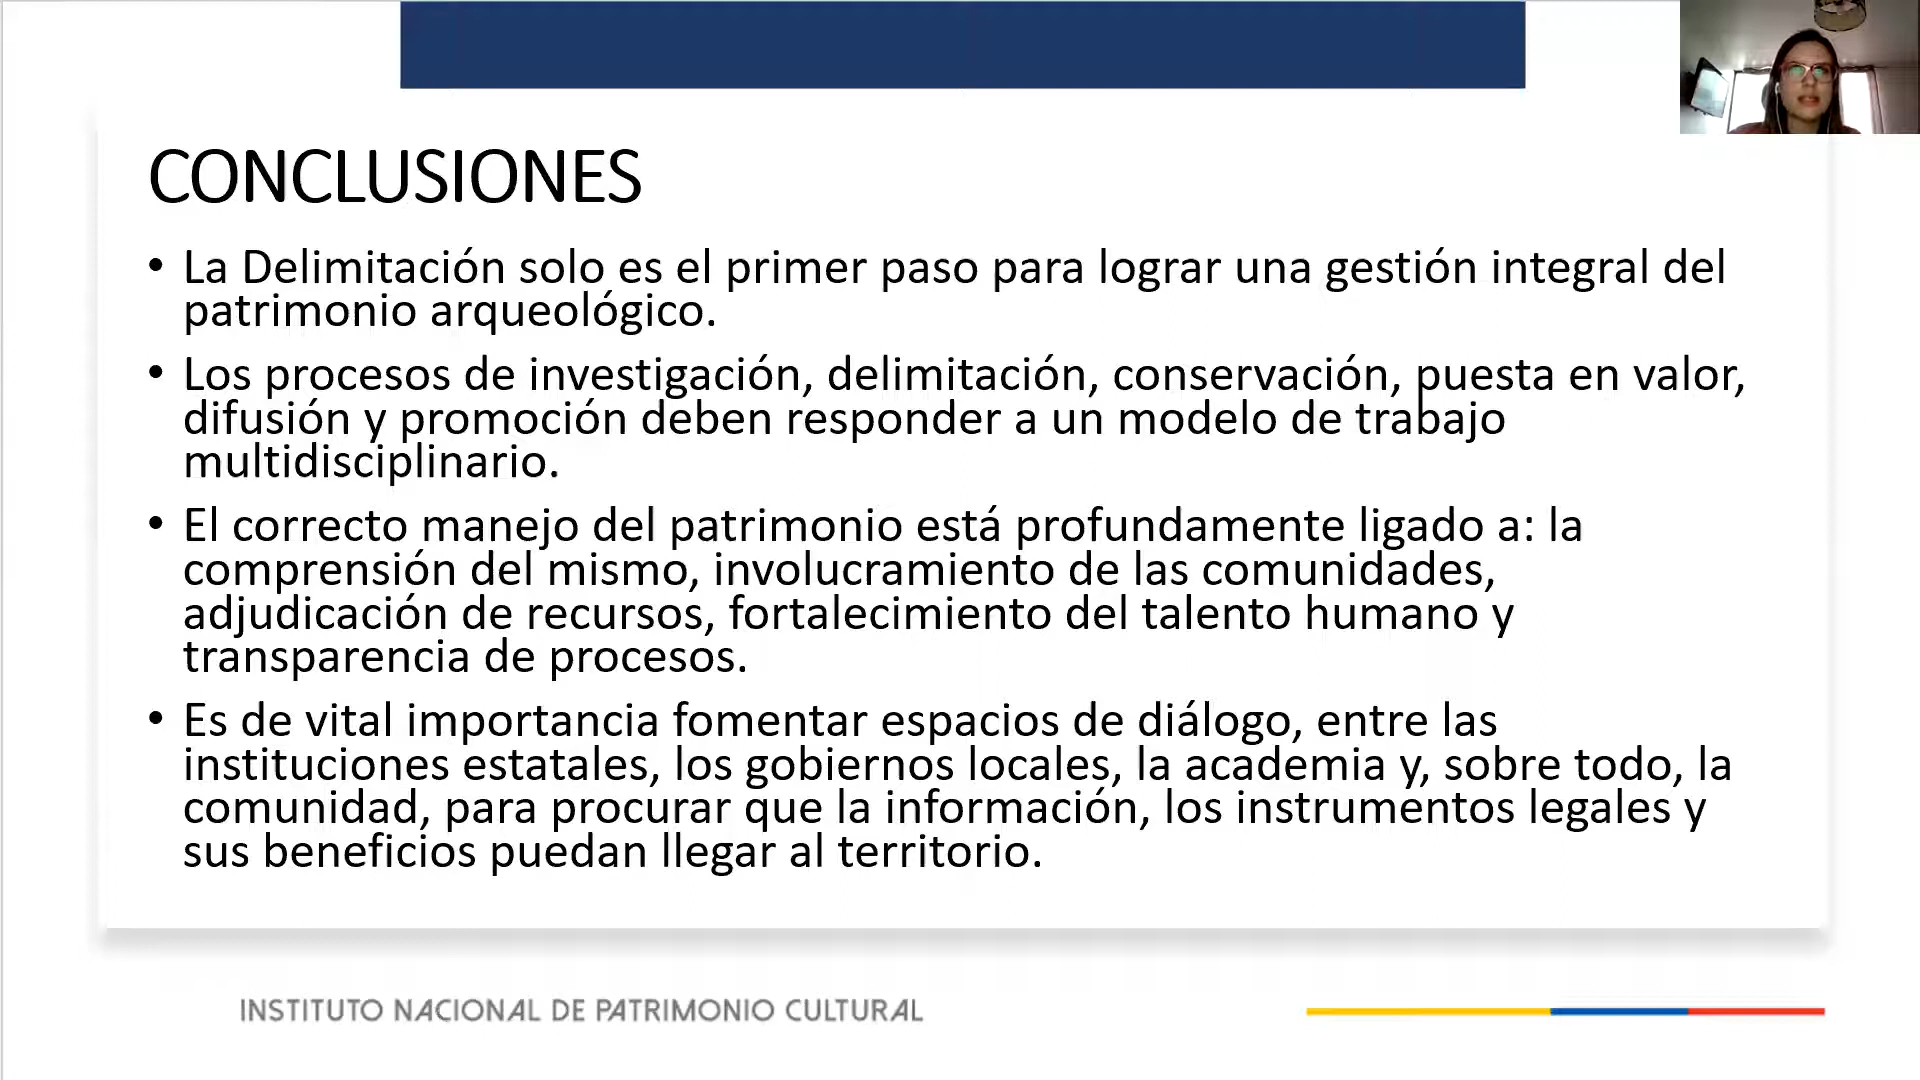 CONCLUSIONES
• La Delimitación solo es el primer paso para lograr una gestión integral del
patrimonio arqueológico.
• Los procesos de investigación, delimitación, conservación, puesta en valor,
difusión y promoción deben responder a un modelo de trabajo
multidisciplinario.
• El correcto manejo del patrimonio está profundamente ligado a: la
comprensión del mismo, involucramiento de las comunidades,
adjudicación de recursos, fortalecimiento del talento humano y
transparencia de procesos.
• Es de vital importancia fomentar espacios de diálogo, entre las
instituciones estatales, los gobiernos locales, la academia y, sobre todo, la
comunidad, para procurar que la información, los instrumentos legales y
sus beneficios puedan llegar al territorio.
INSTITUTO NACIONAL DE PATRIMONIO CULTURAL